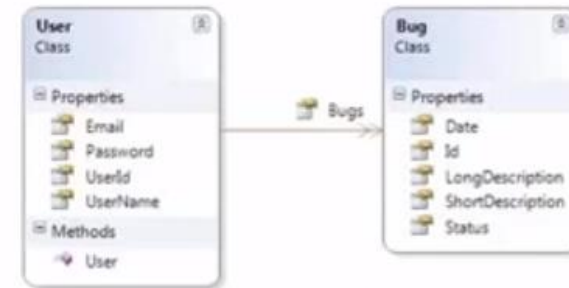 User
Class
Properties
Email
Password
UserId
UserName
Methods
User
Bugs
Bug
Class
Properties
Date
Id
LongDescription
ShortDescription
Status